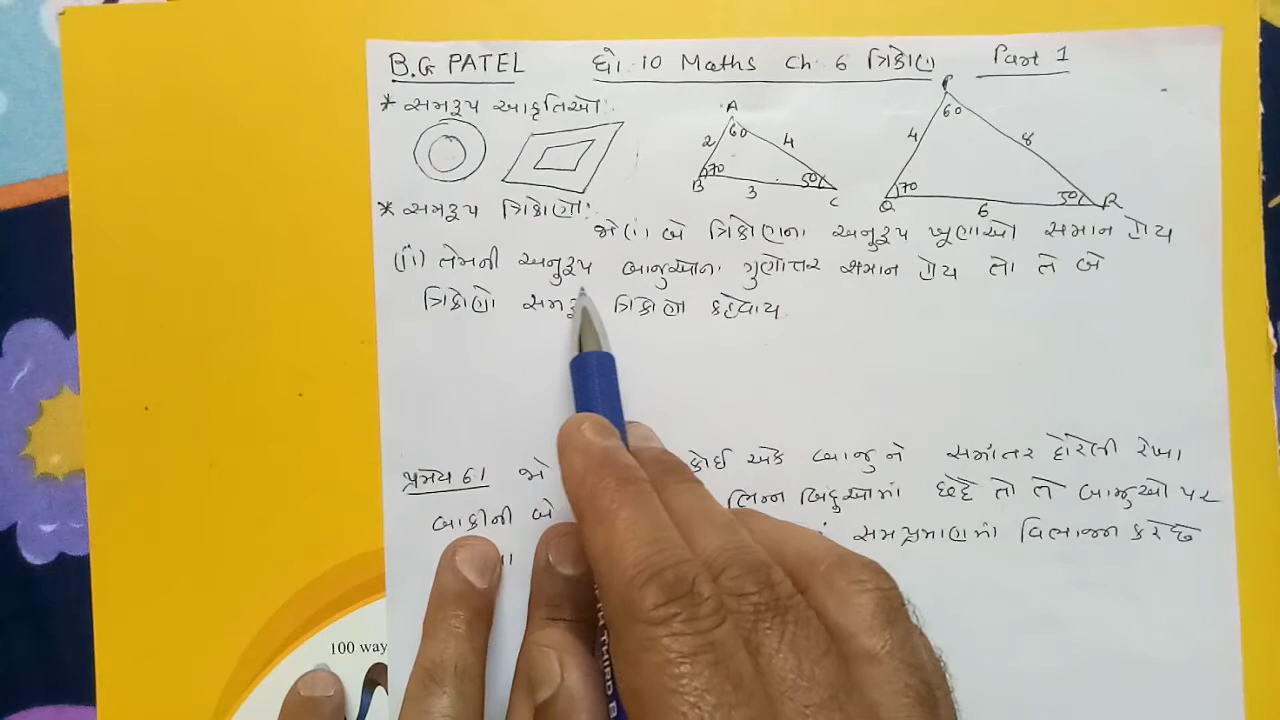 B.G PATEL ધો. 10 Maths Ch 6 ત્રિકોણ Part 1
* સમરૂપ આકૃતિઓ:
A
60
2
4
70
50
B
3
C
P
60
4
8
70
50
Q
6
R
* સમરૂપ ત્રિકોણો:
જો (i) બે ત્રિકોણના અનુરૂપ ખૂણાઓ સમાન હોય
(ii) તેમની અનુરૂપ બાજુઓના ગુણોત્તર સમાન હોય તો તે બે
ત્રિકોણો ત્રિકોણો કહેવાય.
પ્રમેય 6.1 જો કોઈ એક બાજુ ને સમાંતર દોરેલી રેખા
બાકીની બે ભિન્ન બિંદુઓમાં છેદે તો તે બાજુઓ પર
સમપ્રમાણમાં વિભાજન કરે છે
100 way